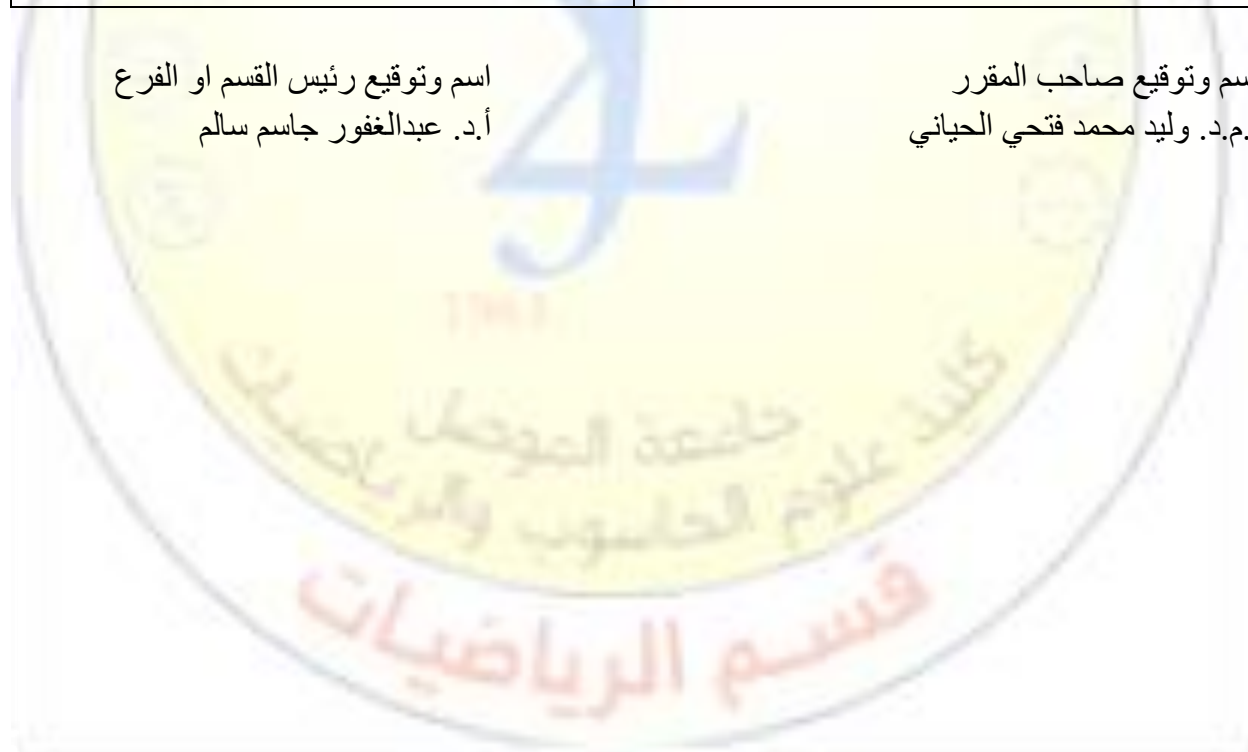 سم وتوقيع صاحب المقرر
.م.د. وليد محمد فتحي الحياني
اسم وتوقيع رئيس القسم او الفرع
أ.د. عبدالغفور جاسم سالم
جامعة الموصل
كلية علوم الحاسوب والرياضيات
قسم الرياضيات